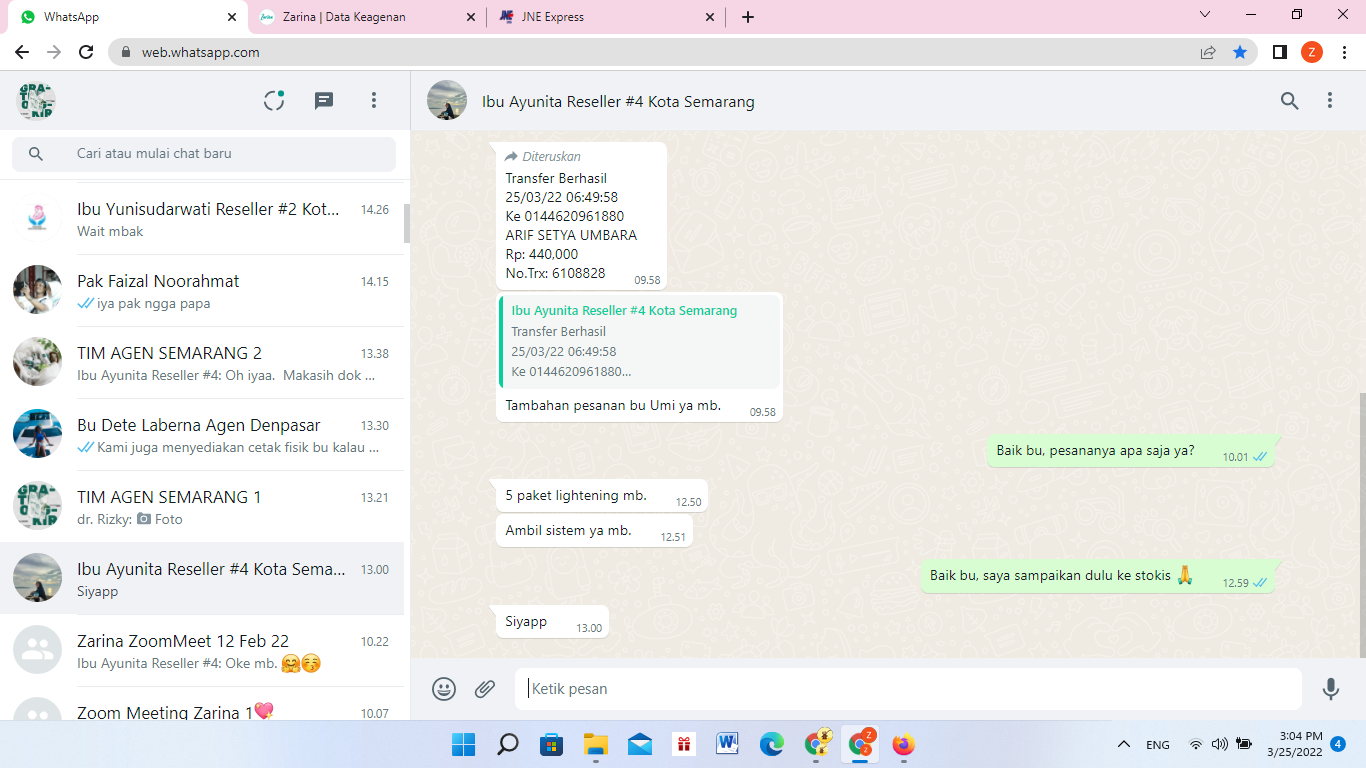 WhatsApp
Zarina | Data Keagenan
JNE Express
web.whatsapp.com
Z
GRA-
TO
KIR
Cari atau mulai chat baru
Ibu Yunisudarwati Reseller #2 Kot...
14.26
Wait mbak
Pak Faizal Noorahmat
14.15
iya pak ngga papa
TIM AGEN SEMARANG 2
13.38
Ibu Ayunita Reseller #4: Oh iyaa. Makasih dok ...
Bu Dete Laberna Agen Denpasar
13.30
Kami juga menyediakan cetak fisik bu kalau ...
TIM AGEN SEMARANG 1
13.21
dr. Rizky: Foto
Ibu Ayunita Reseller #4 Kota Sema...
13.00
Siyapp
Zarina ZoomMeet 12 Feb 22
10.22
Ibu Ayunita Reseller #4: Oke mb. 🤗😚
Zoom Meeting Zarina 1💖
10.07
Ibu Ayunita Reseller #4 Kota Semarang
Diteruskan
Transfer Berhasil
25/03/22 06:49:58
Ke 0144620961880
ARIF SETYA UMBARA
Rp: 440,000
No.Trx: 6108828
09.58
Ibu Ayunita Reseller #4 Kota Semarang
Transfer Berhasil
25/03/22 06:49:58
Ke 0144620961880...
Tambahan pesanan bu Umi ya mb.
09.58
Baik bu, pesananya apa saja ya?
10.01
5 paket lightening mb.
12.50
Ambil sistem ya mb.
12.51
Baik bu, saya sampaikan dulu ke stokis 🙏
12.59
Siyapp
13.00
Ketik pesan
ENG
3:04 PM
3/25/2022
4